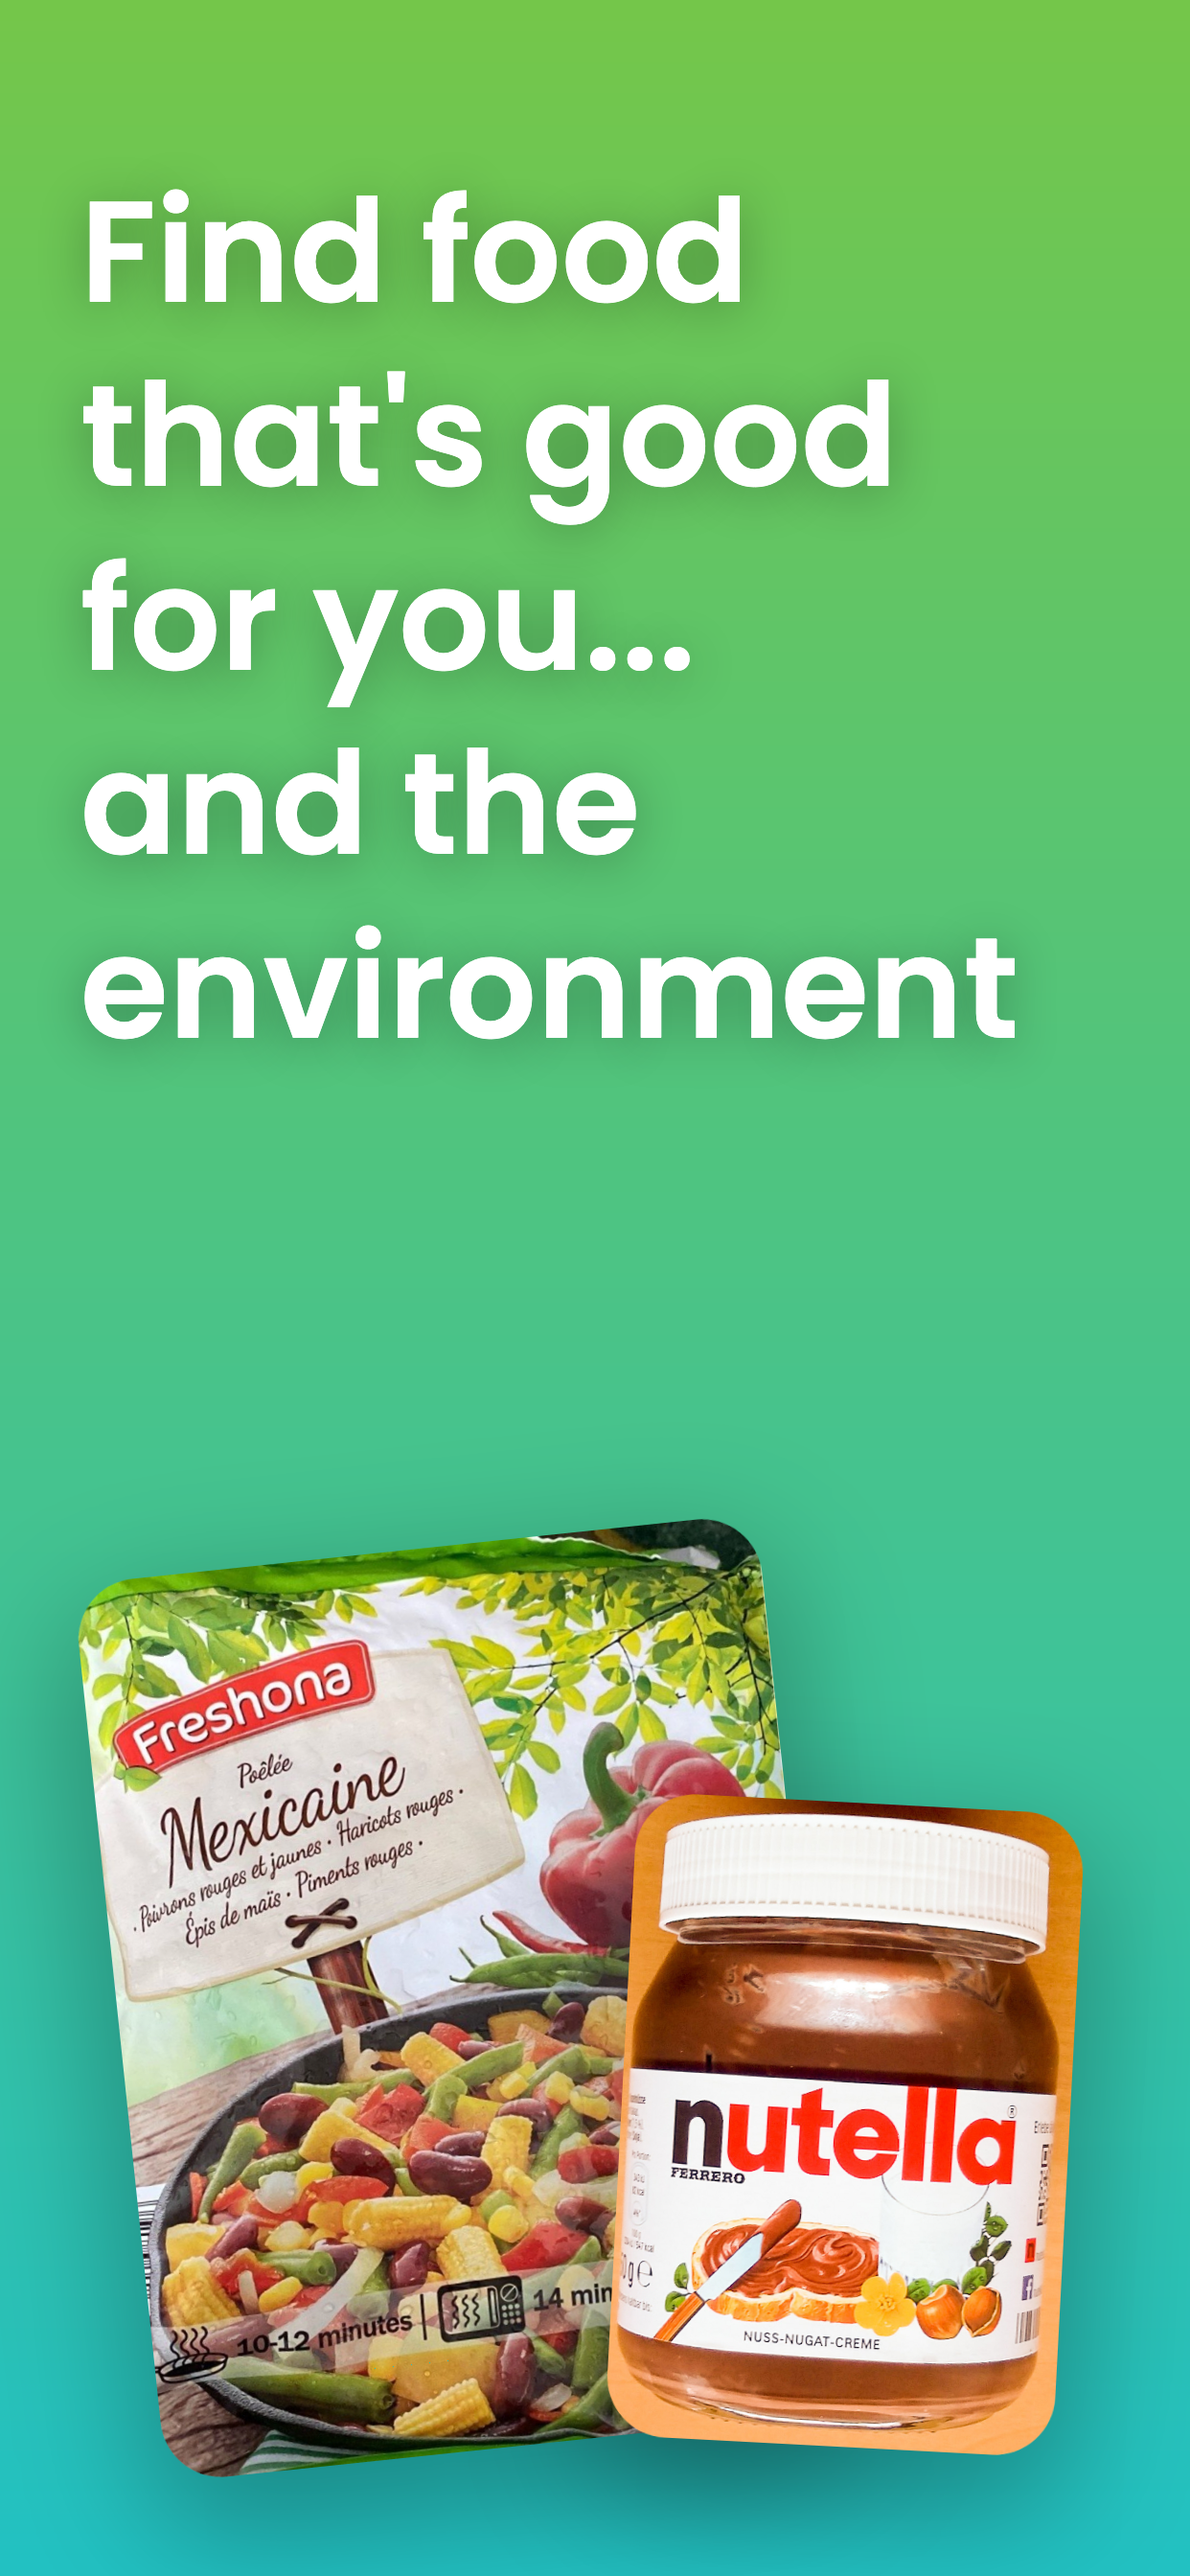 Find food
that's good
for you...
and the
environment
Freshona
Poêlée
Mexicaine
· Poivrons rouges et jaunes · Haricots rouges ·
Épis de maïs · Piments rouges ·
10-12 minutes | 14 min
nutella®
FERRERO
NUSS-NUGAT-CREME